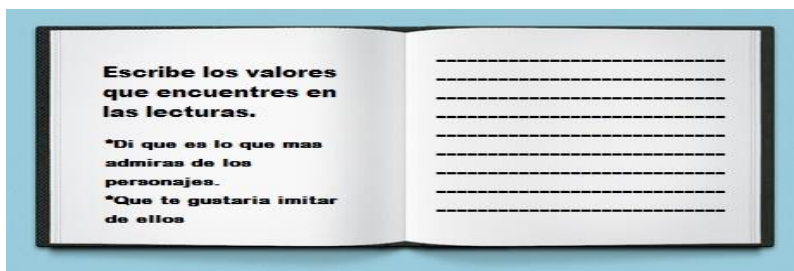 Escribe los valores
que encuentres en
las lecturas.
*Di que es lo que mas
admiras de los
personajes.
*Que te gustaria imitar
de ellos
-------------------------------
-------------------------------
-------------------------------
-------------------------------
-------------------------------
-------------------------------
-------------------------------
-------------------------------
-------------------------------